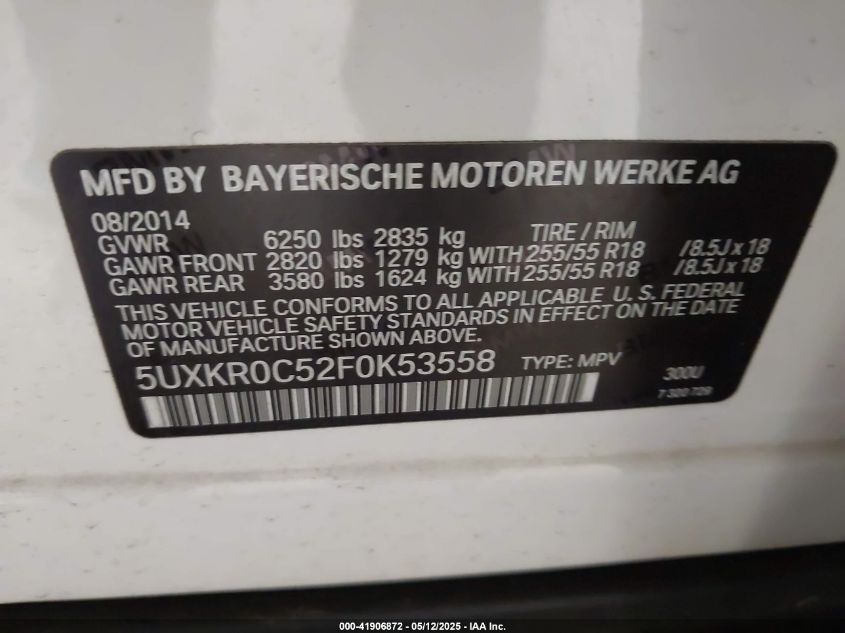 MFD BY BAYERISCHE MOTOREN WERKE AG
08/2014 TIRE / RIM
GVWR 6250 lbs 2835 kg
GAWR FRONT 2820 lbs 1279 kg WITH 255/55 R18 /8.5J x 18
GAWR REAR 3580 lbs 1624 kg WITH 255/55 R18 /8.5J x 18
THIS VEHICLE CONFORMS TO ALL APPLICABLE U. S. FEDERAL
MOTOR VEHICLE SAFETY STANDARDS IN EFFECT ON THE DATE
OF MANUFACTURE SHOWN ABOVE.
5UXKR0C52F0K53558 TYPE: MPV 300U
7 300 729
000-41906872 - 05/12/2025 - IAA Inc.